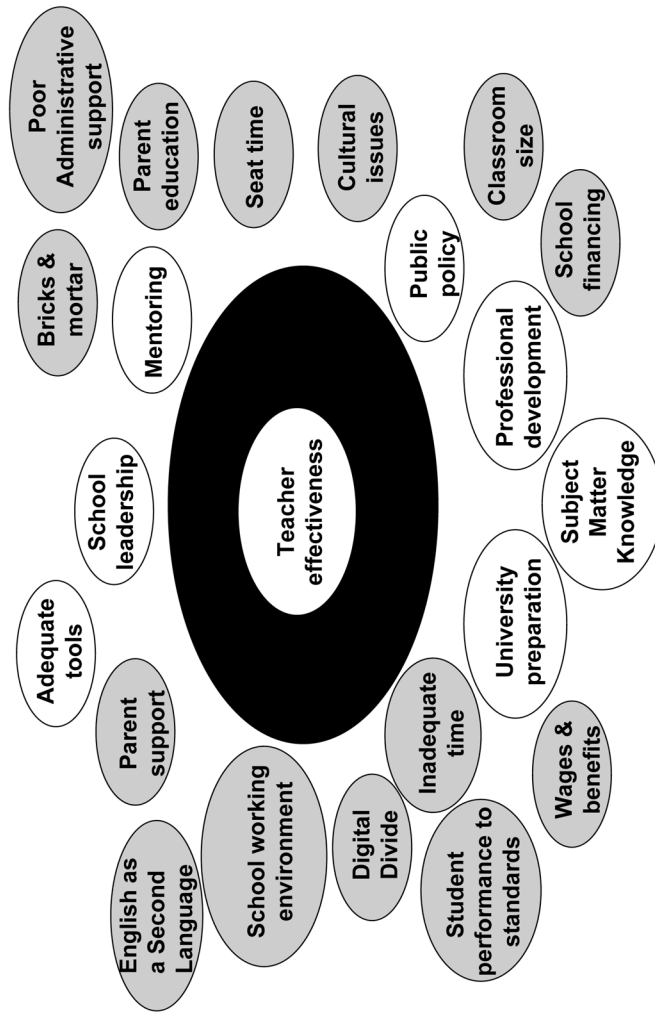 English as
a Second
Language
Parent
support
Adequate
tools
School
leadership
Bricks &
mortar
Mentoring
Poor
Administrative
support
Parent
education
School working
environment
Teacher
effectiveness
Seat time
Digital
Divide
Cultural
issues
Inadequate
time
Public
policy
Student
performance to
standards
University
preparation
Professional
development
Classroom
size
Wages &
benefits
Subject
Matter
Knowledge
School
financing